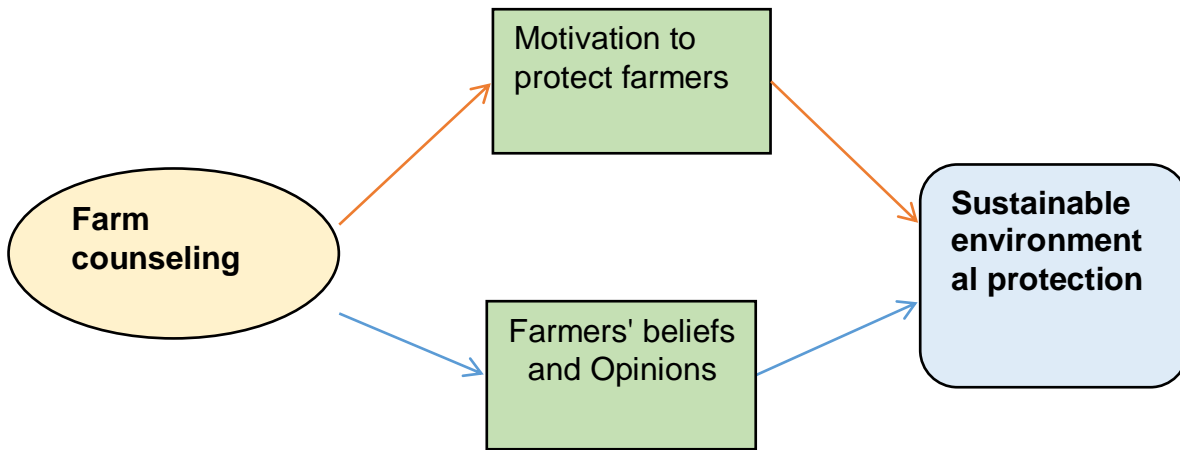 Motivation to
protect farmers
Farm
counseling
Sustainable
environment
al protection
Farmers' beliefs
and Opinions